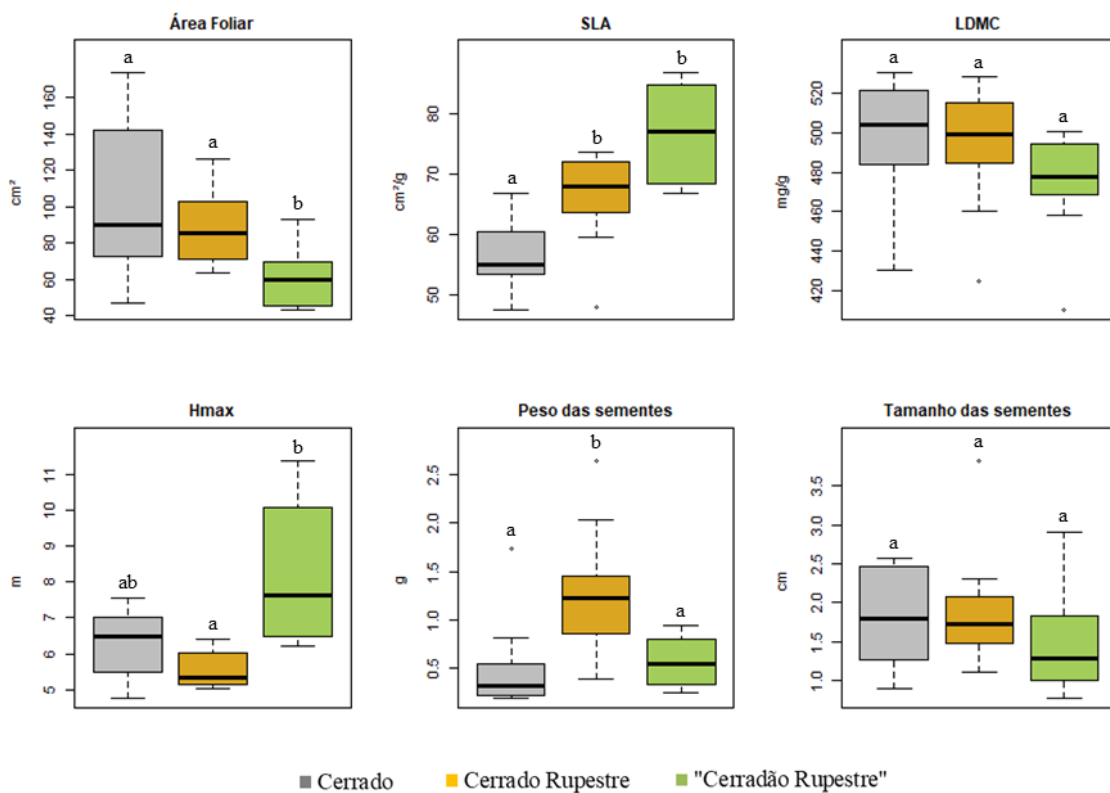 Área Foliar
cm²
40 60 80 100 120 140 160
a
a
b
SLA
cm²/g
50 60 70 80
a
b
b
LDMC
mg/g
420 440 460 480 500 520
a
a
a
Hmax
m
5 6 7 8 9 10 11
ab
a
b
Peso das sementes
g
0.5 1.0 1.5 2.0 2.5
a
b
a
Tamanho das sementes
cm
1.0 1.5 2.0 2.5 3.0 3.5
a
a
a
Cerrado Cerrado Rupestre "Cerradão Rupestre"